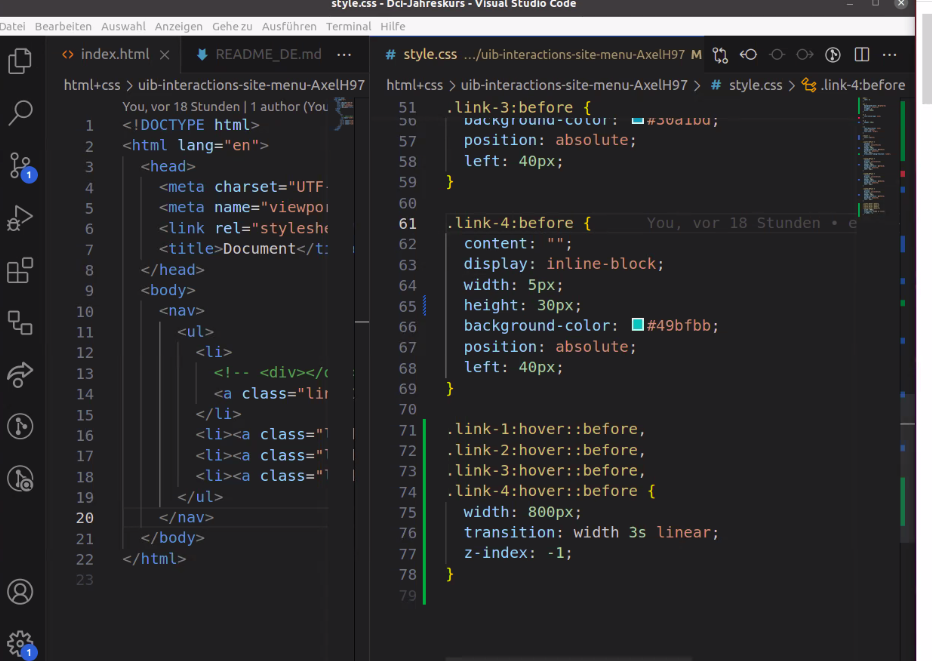 style.css - Dci-Jahreskurs - Visual Studio Code
Datei Bearbeiten Auswahl Anzeigen Gehe zu Ausführen Terminal Hilfe
<> index.html × README_DE.md ···
html+css > uib-interactions-site-menu-AxelH97
You, vor 18 Stunden | 1 author (You
1 <!DOCTYPE html>
2 <html lang="en">
3 <head>
4 <meta charset="UTF-
5 <meta name="viewpor
6 <link rel="styleshe
7 <title>Document</ti
8 </head>
9 <body>
10 <nav>
11 <ul>
12 <li>
13 <!-- <div></d
14 <a class="lin
15 </li>
16 <li><a class="l
17 <li><a class="l
18 <li><a class="l
19 </ul>
20 </nav>
21 </body>
22 </html>
23
# style.css .../uib-interactions-site-menu-AxelH97 M ···
html+css > uib-interactions-site-menu-AxelH97 > # style.css > .link-4:before
51 .link-3:before {
56 background-color: #30a1bd;
57 position: absolute;
58 left: 40px;
59 }
60
61 .link-4:before { You, vor 18 Stunden • e
62 content: "";
63 display: inline-block;
64 width: 5px;
65 height: 30px;
66 background-color: #49bfbb;
67 position: absolute;
68 left: 40px;
69 }
70
71 .link-1:hover::before,
72 .link-2:hover::before,
73 .link-3:hover::before,
74 .link-4:hover::before {
75 width: 800px;
76 transition: width 3s linear;
77 z-index: -1;
78 }
79
1
1